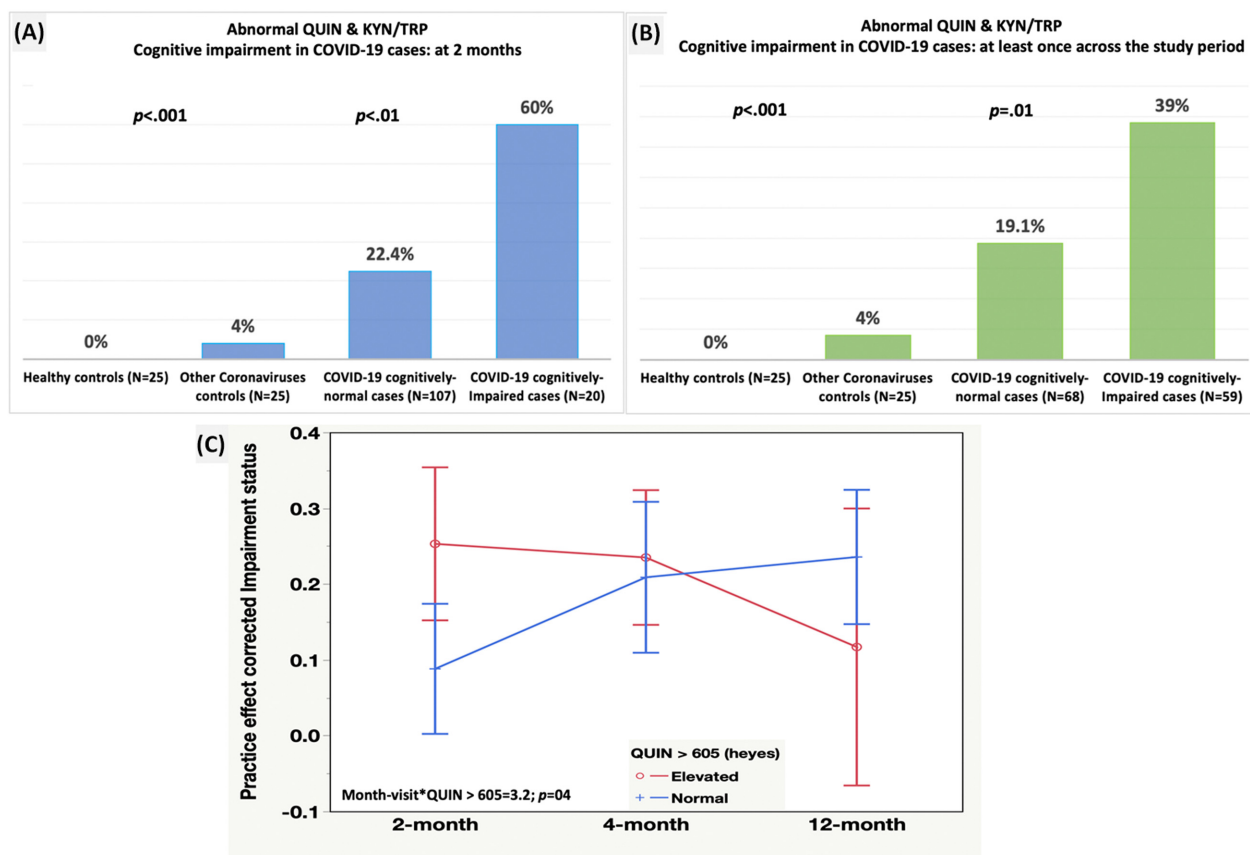 (A)
Abnormal QUIN & KYN/TRP
Cognitive impairment in COVID-19 cases: at 2 months
p<.001
p<.01
0%
4%
22.4%
60%
Healthy controls (N=25)
Other Coronaviruses
controls (N=25)
COVID-19 cognitively-
normal cases (N=107)
COVID-19 cognitively-
Impaired cases (N=20)
(B)
Abnormal QUIN & KYN/TRP
Cognitive impairment in COVID-19 cases: at least once across the study period
p<.001
p=.01
0%
4%
19.1%
39%
Healthy controls (N=25)
Other Coronaviruses
controls (N=25)
COVID-19 cognitively-
normal cases (N=68)
COVID-19 cognitively-
Impaired cases (N=59)
(C)
Practice effect corrected Impairment status
0.4
0.3
0.2
0.1
0.0
-0.1
QUIN > 605 (heyes)
Elevated
Normal
Month-visit*QUIN > 605=3.2; p=04
2-month
4-month
12-month